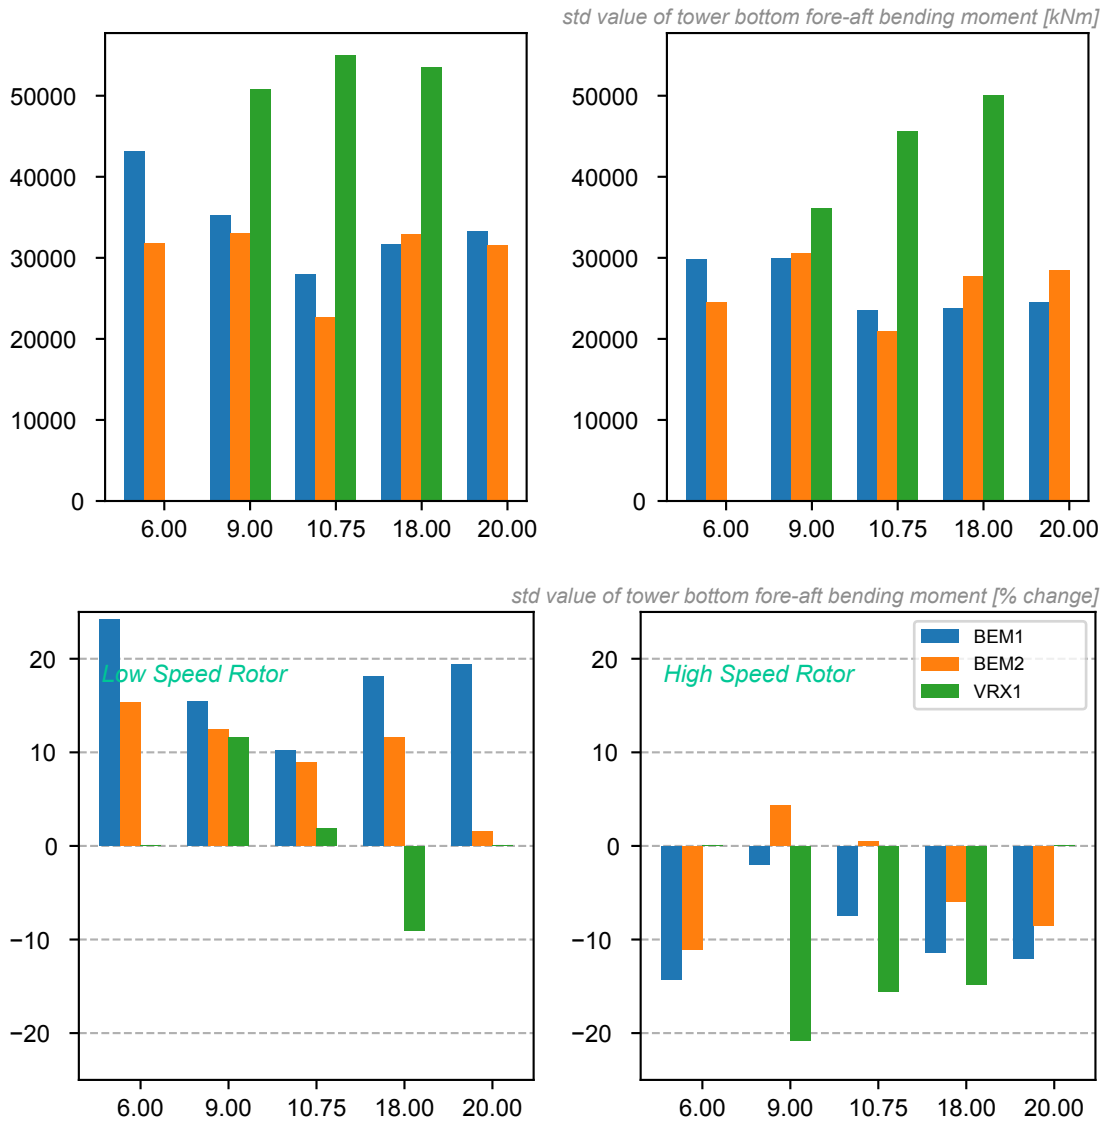 std value of tower bottom fore-aft bending moment [kNm]
50000
40000
30000
20000
10000
0
6.00 9.00 10.75 18.00 20.00
50000
40000
30000
20000
10000
0
6.00 9.00 10.75 18.00 20.00
std value of tower bottom fore-aft bending moment [% change]
Low Speed Rotor
20
10
0
−10
−20
6.00 9.00 10.75 18.00 20.00
High Speed Rotor
BEM1
BEM2
VRX1
20
10
0
−10
−20
6.00 9.00 10.75 18.00 20.00